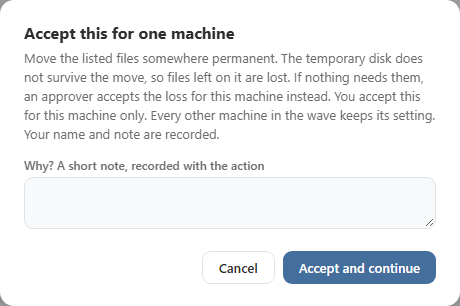 Accept this for one machine
Move the listed files somewhere permanent. The temporary disk does
not survive the move, so files left on it are lost. If nothing needs them,
an approver accepts the loss for this machine instead. You accept this
for this machine only. Every other machine in the wave keeps its setting.
Your name and note are recorded.
Why? A short note, recorded with the action
Cancel
Accept and continue